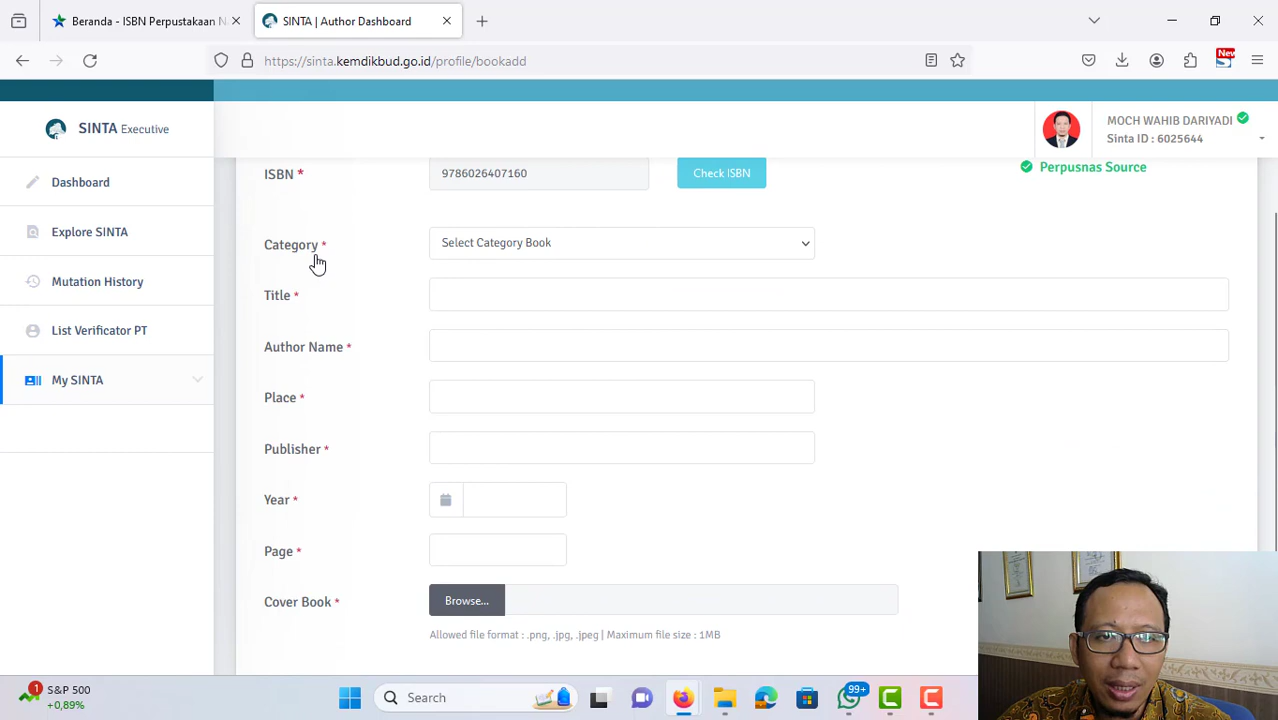 Beranda - ISBN Perpustakaan N
SINTA | Author Dashboard
https://sinta.kemdikbud.go.id/profile/bookadd
New
SINTA Executive
MOCH WAHIB DARIYADI
Sinta ID : 6025644
Dashboard
Explore SINTA
Mutation History
List Verificator PT
My SINTA
ISBN *
9786026407160
Check ISBN
Perpusnas Source
Category *
Select Category Book
Title *
Author Name *
Place *
Publisher *
Year *
Page *
Cover Book *
Browse...
Allowed file format : .png, .jpg, .jpeg | Maximum file size : 1MB
1
S&P 500
+0,89%
Search
99+